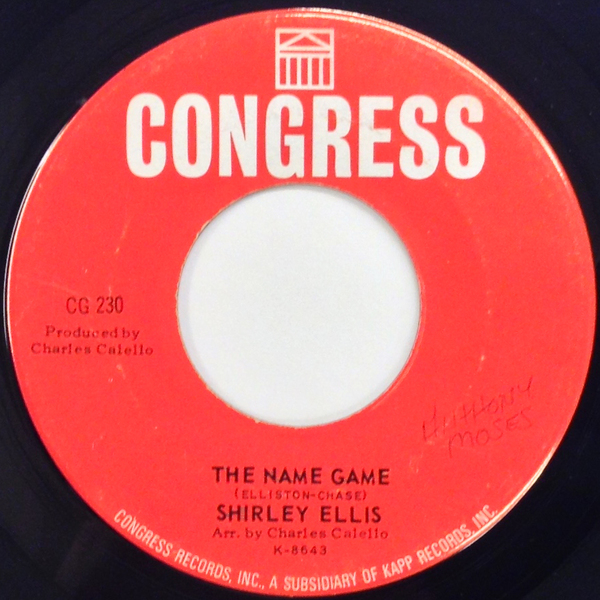 CONGRESS
CG 230
Produced by
Charles Calello
ANTHONY
MOSES
THE NAME GAME
(ELLISTON-CHASE)
SHIRLEY ELLIS
Arr. by Charles Calello
K-8643
CONGRESS RECORDS, INC., A SUBSIDIARY OF KAPP RECORDS, INC.